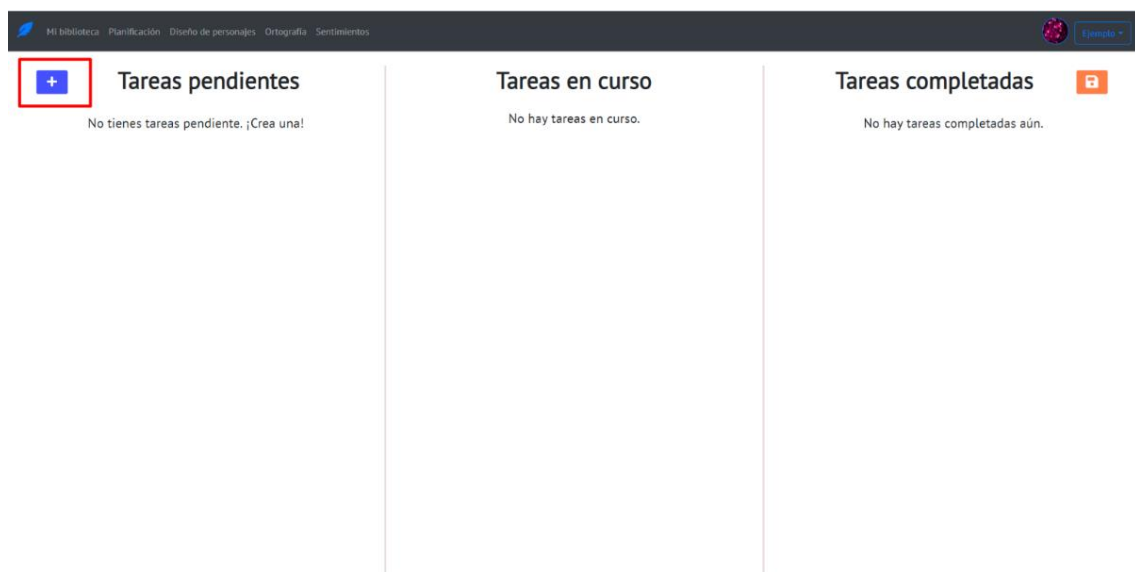 Mi biblioteca Planificación Diseño de personajes Ortografía Sentimientos
Ejemplo
+ Tareas pendientes
No tienes tareas pendiente. ¡Crea una!
Tareas en curso
No hay tareas en curso.
Tareas completadas
No hay tareas completadas aún.